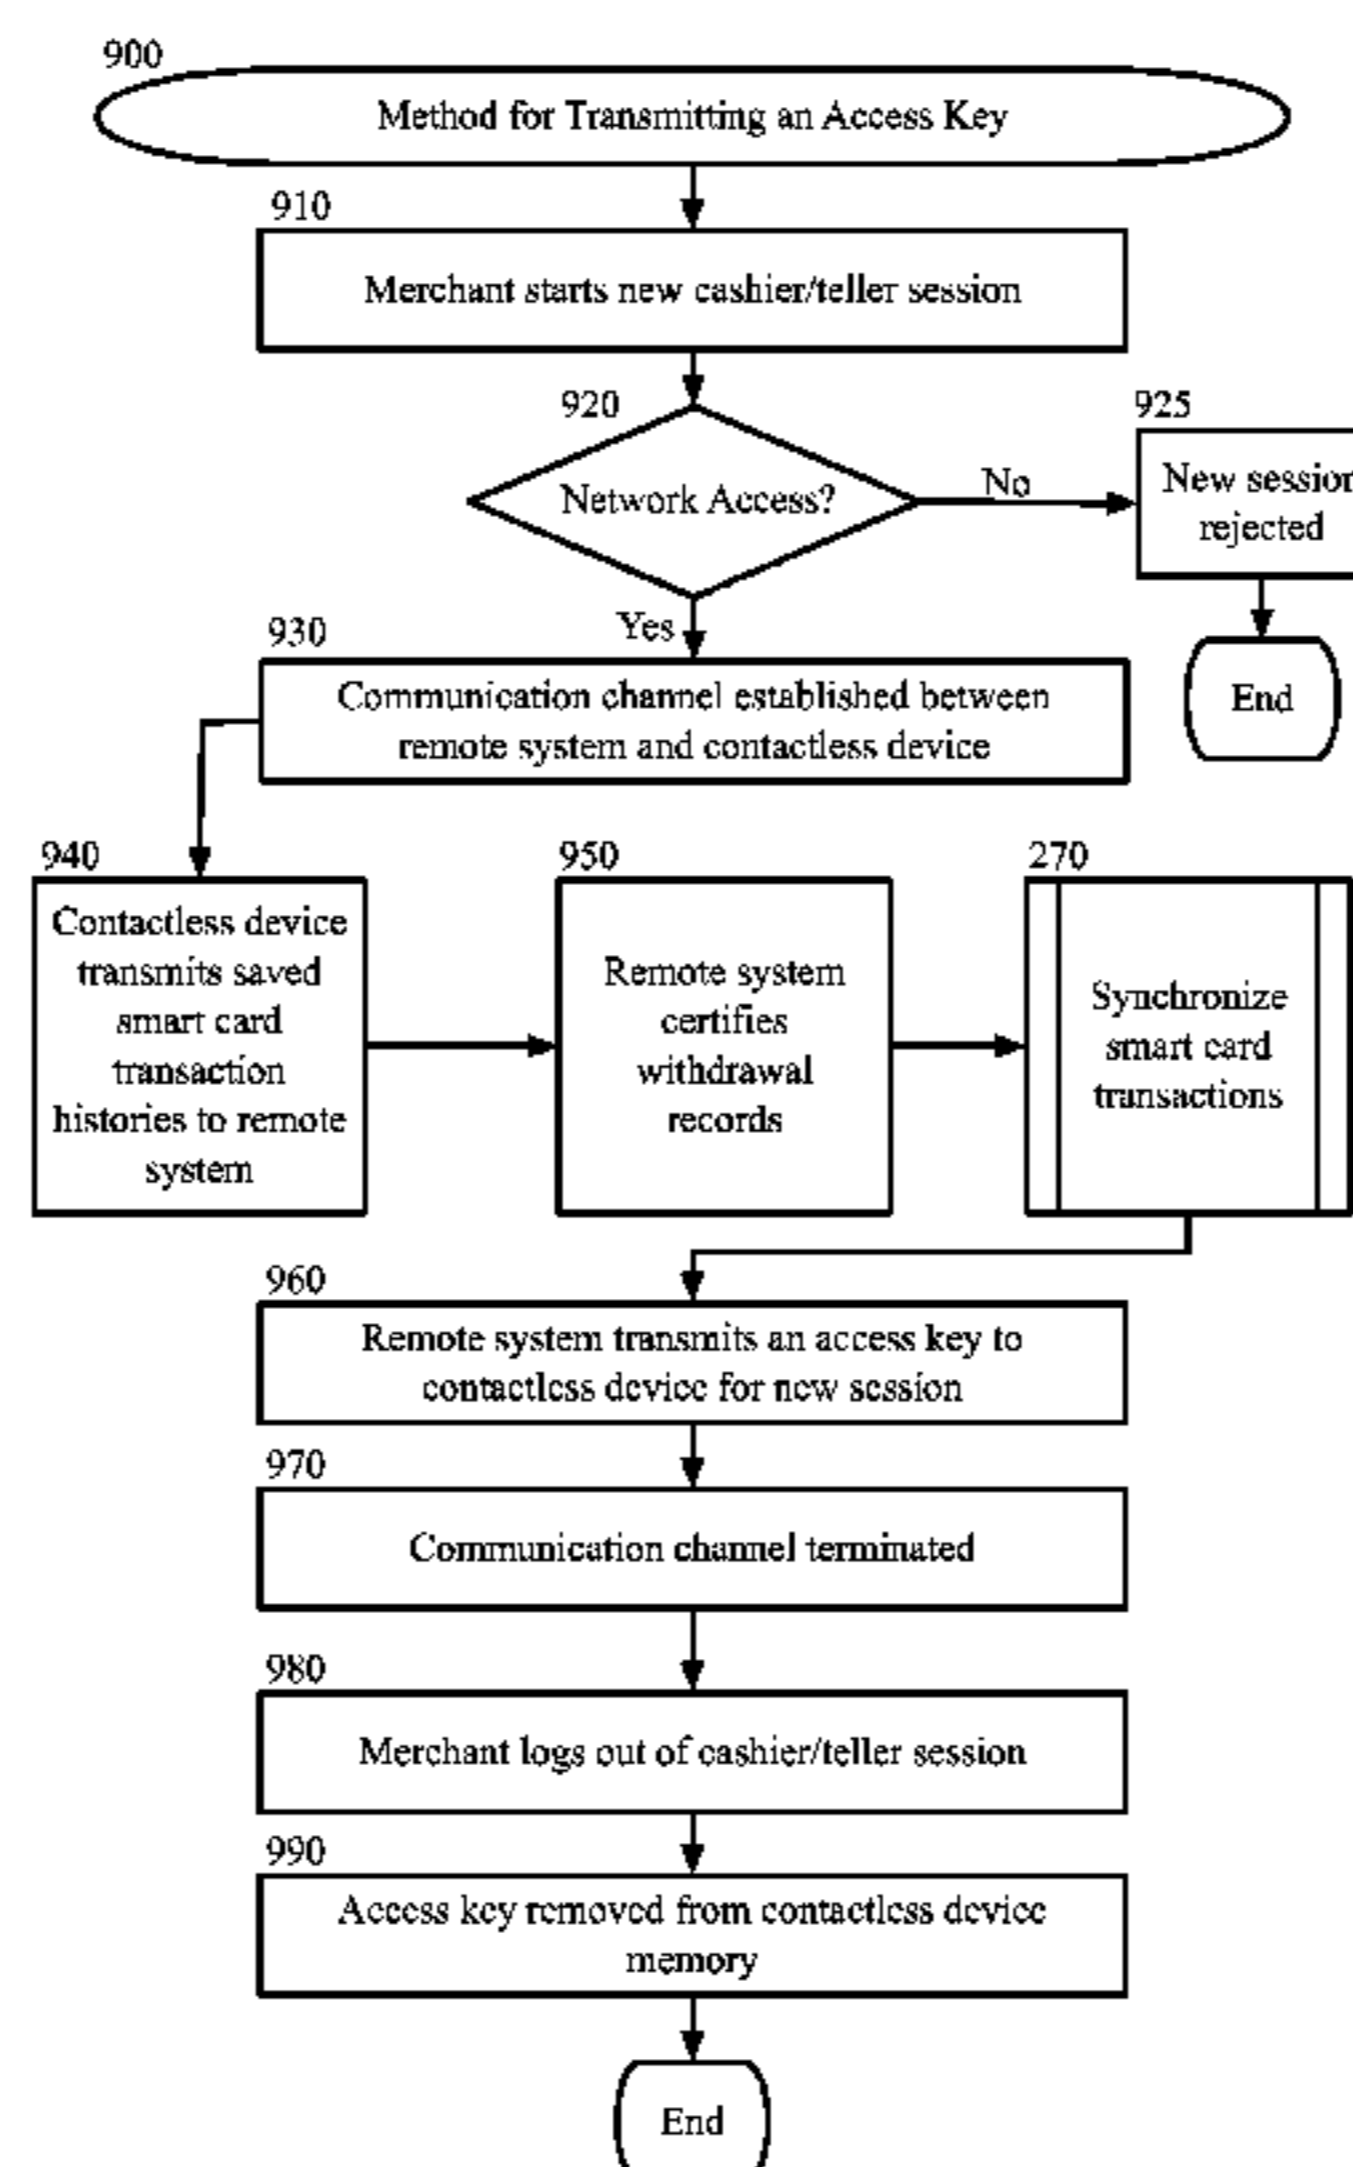 900
Method for Transmitting an Access Key
910
Merchant starts new cashier/teller session
920
Network Access?
No
925
New session
rejected
End
Yes
930
Communication channel established between
remote system and contactless device
940
Contactless device
transmits saved
smart card
transaction
histories to remote
system
950
Remote system
certifies
withdrawal
records
270
Synchronize
smart card
transactions
960
Remote system transmits an access key to
contactless device for new session
970
Communication channel terminated
980
Merchant logs out of cashier/teller session
990
Access key removed from contactless device
memory
End